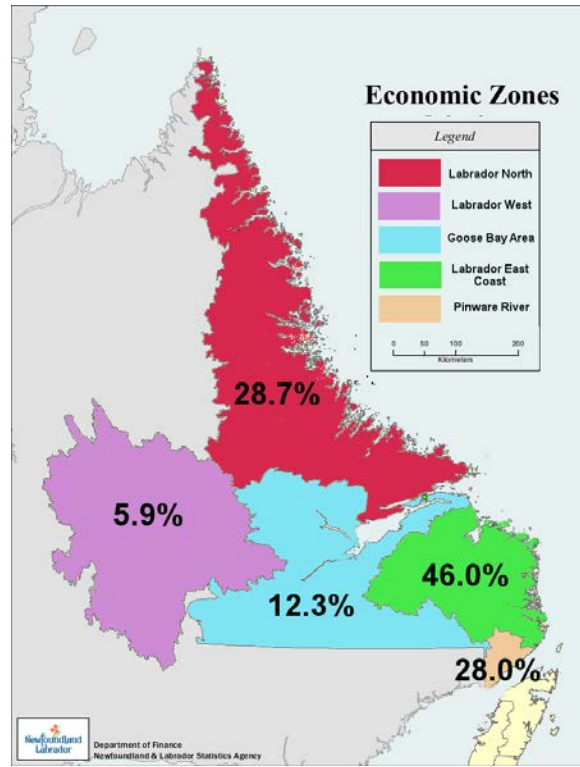 Economic Zones
Legend
Labrador North
Labrador West
Goose Bay Area
Labrador East
Coast
Pinware River
0 50 100 200
Kilometers
28.7%
5.9%
46.0%
12.3%
28.0%
Newfoundland
Labrador
Department of Finance
Newfoundland & Labrador Statistics Agency